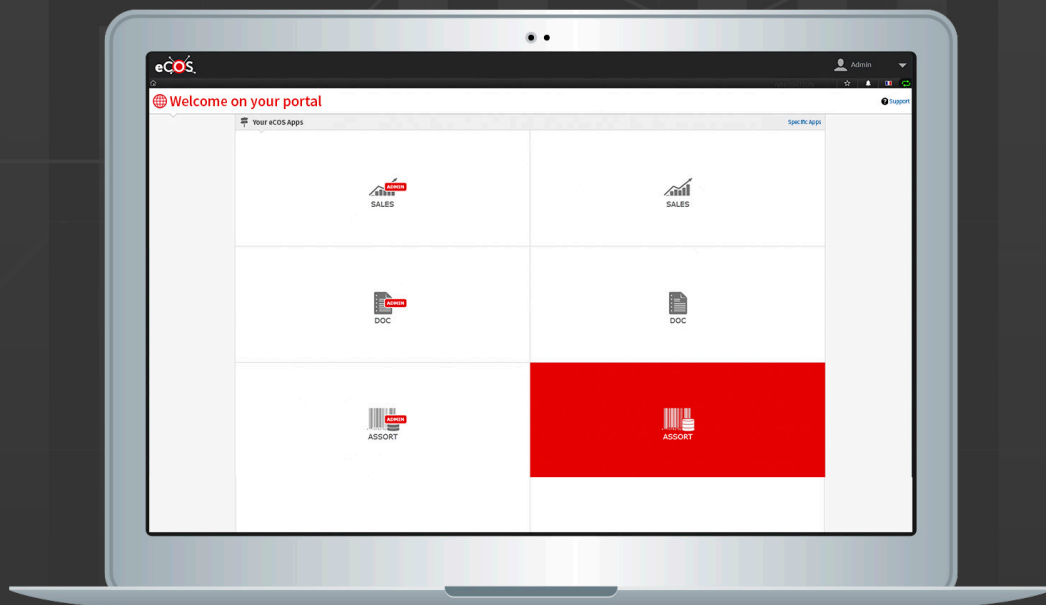 eCOS
Admin
Welcome on your portal
Support
Your eCOS Apps
Specific Apps
ADMIN
SALES
SALES
ADMIN
DOC
DOC
ADMIN
ASSORT
ASSORT